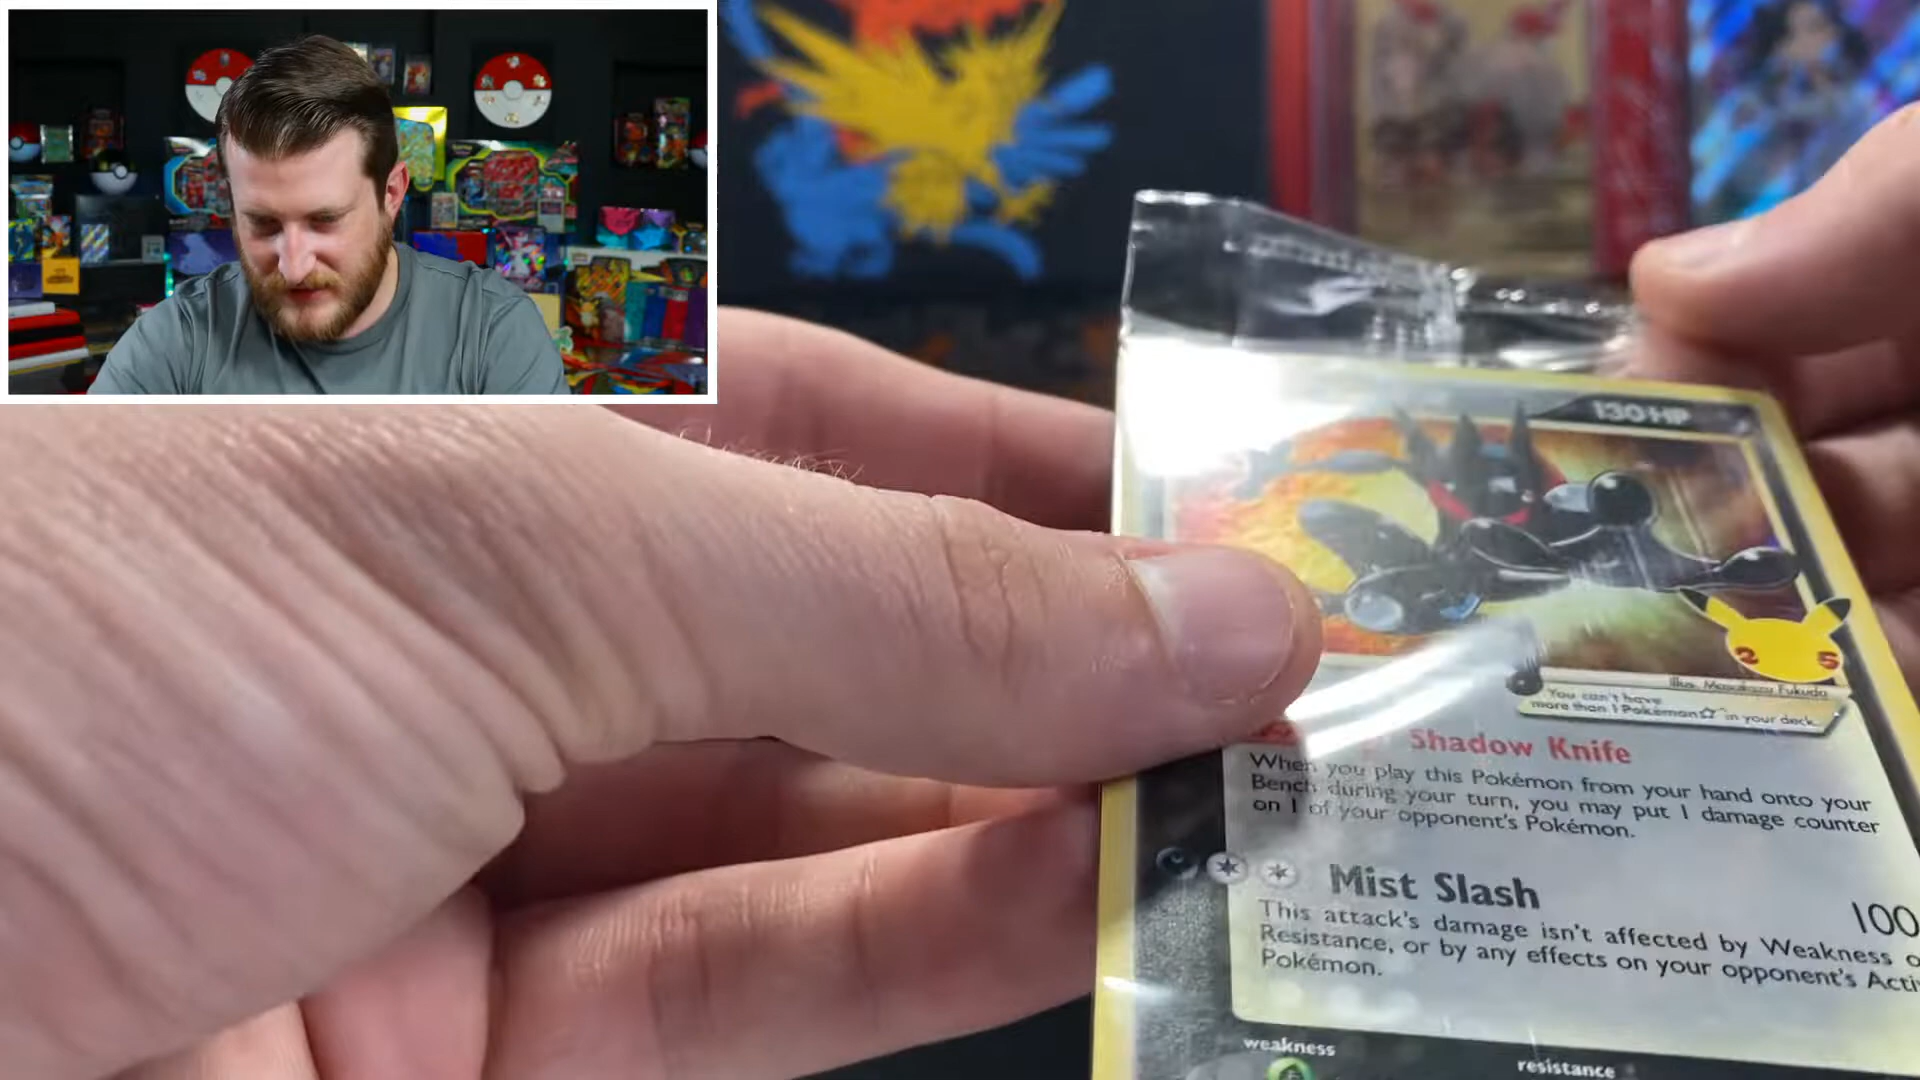 130 HP
2 5
Illus. Masakazu Fukuda
You can't have
more than 1 Pokémon☆ in your deck.
Shadow Knife
When you play this Pokémon from your hand onto your
Bench during your turn, you may put 1 damage counter
on 1 of your opponent's Pokémon.
Mist Slash
100
This attack's damage isn't affected by Weakness o
Resistance, or by any effects on your opponent's Acti
Pokémon.
weakness
resistance